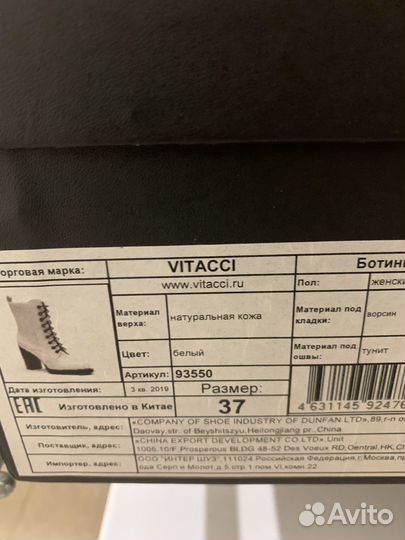 орговая марка: VITACCI Ботин
www.vitacci.ru Пол: женски
Материал верха: натуральная кожа Материал под кладки: ворсин
Цвет: белый Материал под ошвы: тунит
Артикул: 93550
Дата изготовления: 3 кв. 2019 Размер:
EAC Изготовлено в Китае 37 4 631145 92476
Изготовитель, адрес: «COMPANY OF SHOE INDUSTRY OF DUNFAN LTD»,89,г-n о
Daovay,str. of Beyshitszyu,Heilongjiang pr.,China
Поставщик, адрес: «CHINA EXPORT DEVELOPMENT CO.LTD».Unit
1005,10/F,Prosperous BLDG 48-52 Des Voeux RD,Central,HK,Ch
Импортер, адрес: ООО "ИНТЕР ШУЗ",111024 Российская Федерация,г.Москва,пр
ода Серп и Молот,д.5,стр.1,пом.VI комн.22
Avito